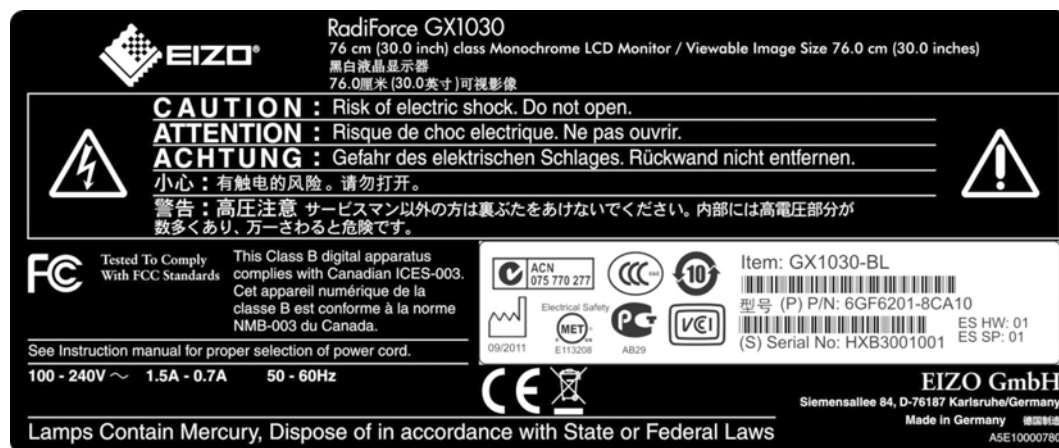 EIZO®
RadiForce GX1030
76 cm (30.0 inch) class Monochrome LCD Monitor / Viewable Image Size 76.0 cm (30.0 inches)
黑白液晶显示器
76.0厘米(30.0英寸)可视影像
CAUTION : Risk of electric shock. Do not open.
ATTENTION : Risque de choc electrique. Ne pas ouvrir.
ACHTUNG : Gefahr des elektrischen Schlages. Rückwand nicht entfernen.
小心：有触电的风险。请勿打开。
警告：高圧注意 サービスマン以外の方は裏ぶたをあけないでください。内部には高電圧部分が
数多くあり、万一さわると危険です。
FC
Tested To Comply
With FCC Standards
This Class B digital apparatus
complies with Canadian ICES-003.
Cet appareil numérique de la
classe B est conforme à la norme
NMB-003 du Canada.
See Instruction manual for proper selection of power cord.
100 - 240V ～ 1.5A - 0.7A 50 - 60Hz
ACN
075 770 277
CCC
10
09/2011
Electrical Safety
MET
E113208
PC
AB29
VCI
Item: GX1030-BL
型号 (P) P/N: 6GF6201-8CA10
(S) Serial No: HXB3001001
ES HW: 01
ES SP: 01
CE
EIZO GmbH
Siemensallee 84, D-76187 Karlsruhe/Germany
Made in Germany 德国制造
Lamps Contain Mercury, Dispose of in accordance with State or Federal Laws